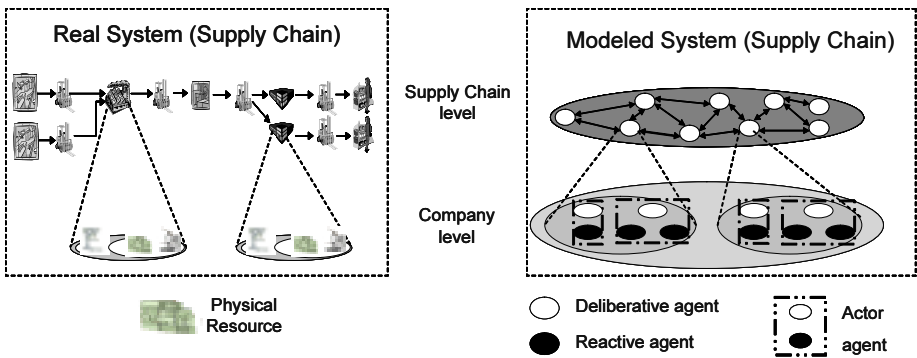 Real System (Supply Chain)
Modeled System (Supply Chain)
Supply Chain
level
Company
level
Physical
Resource
Deliberative agent
Reactive agent
Actor
agent